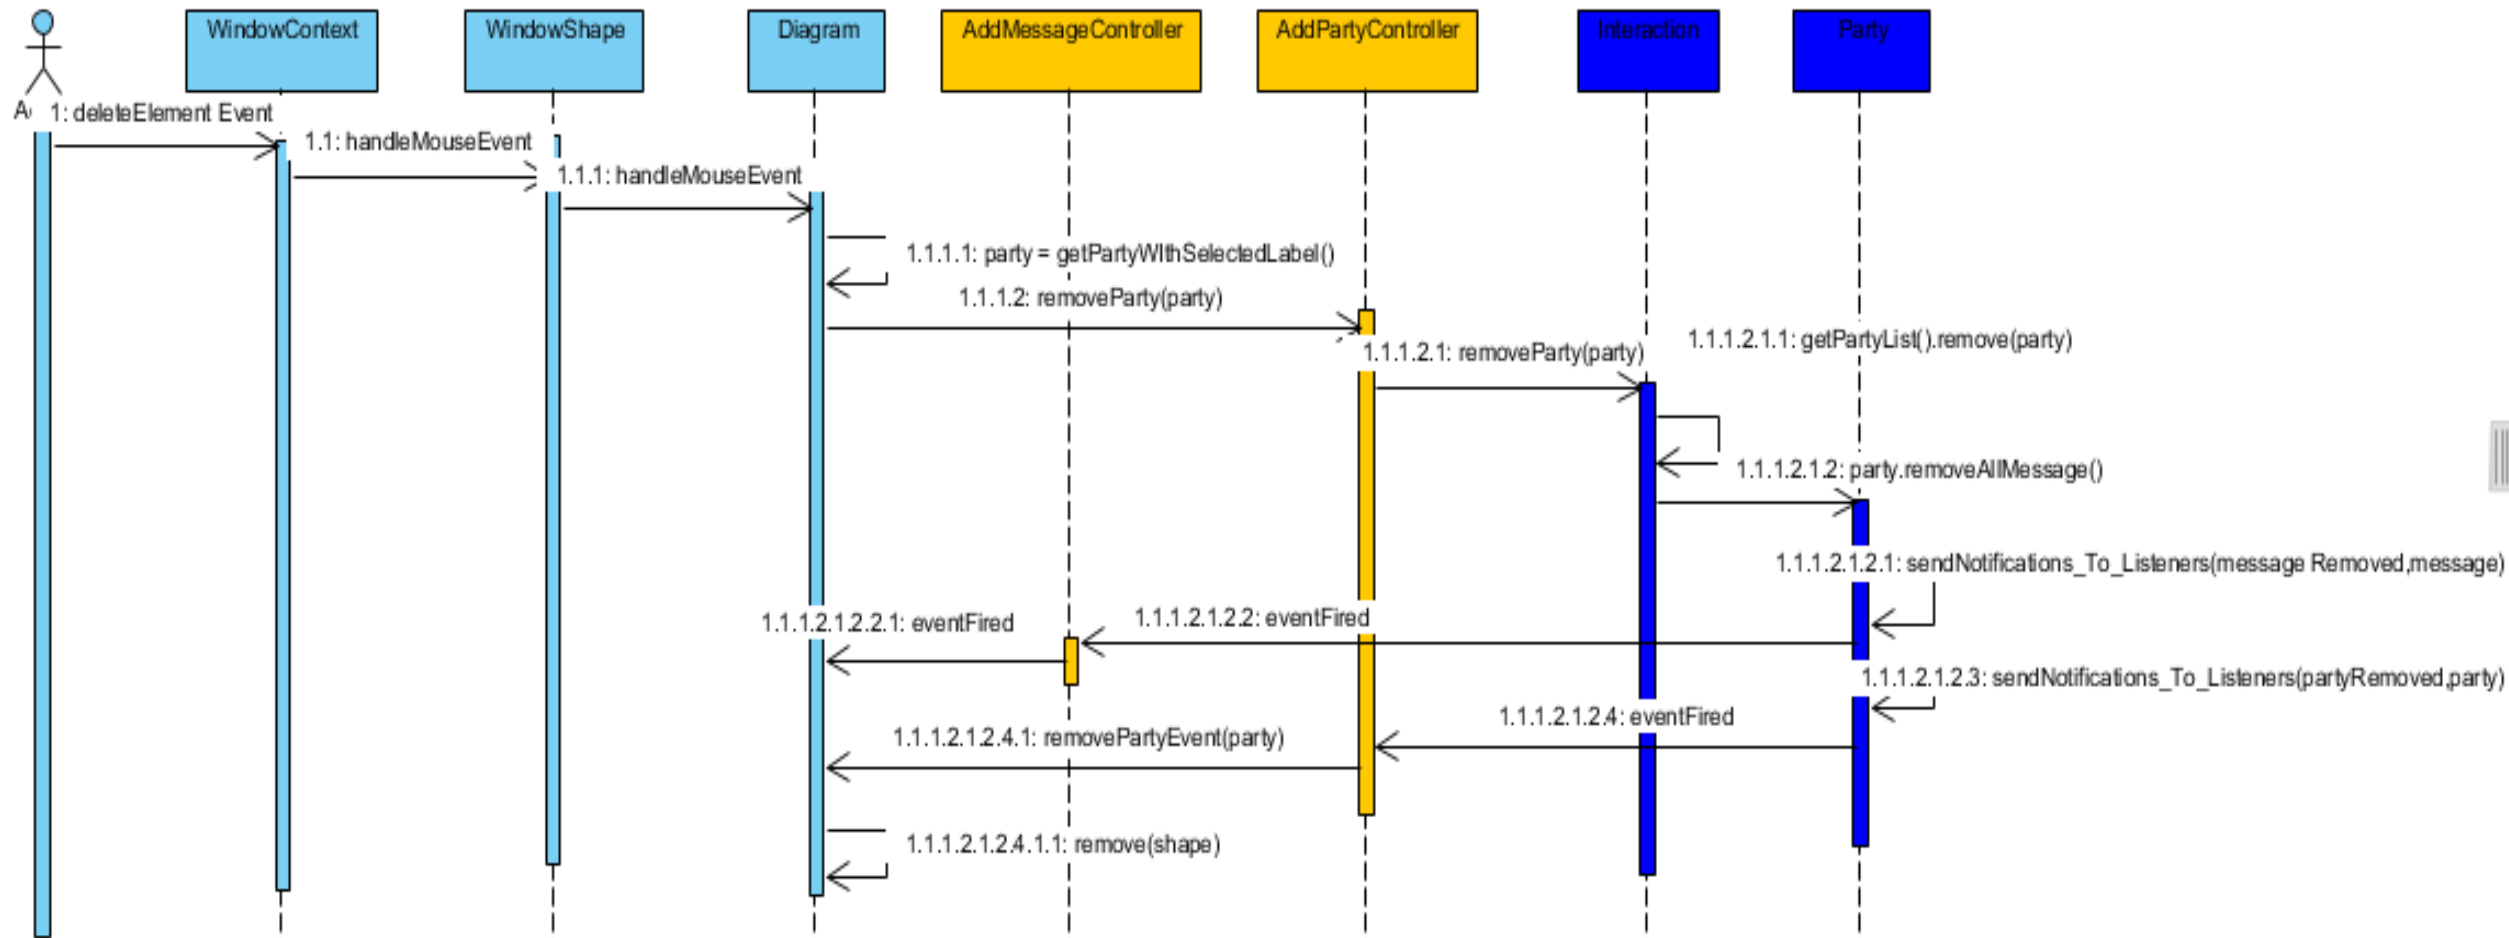 WindowContext
WindowShape
Diagram
AddMessageController
AddPartyController
Interaction
Party
1: deleteElement Event
1.1: handleMouseEvent
1.1.1: handleMouseEvent
1.1.1.1: party = getPartyWIthSelectedLabel()
1.1.1.2: removeParty(party)
1.1.1.2.1: removeParty(party)
1.1.1.2.1.1: getPartyList().remove(party)
1.1.1.2.1.2: party.removeAllMessage()
1.1.1.2.1.2.1: sendNotifications_To_Listeners(message Removed,message)
1.1.1.2.1.2.2: eventFired
1.1.1.2.1.2.2.1: eventFired
1.1.1.2.1.2.3: sendNotifications_To_Listeners(partyRemoved,party)
1.1.1.2.1.2.4: eventFired
1.1.1.2.1.2.4.1: removePartyEvent(party)
1.1.1.2.1.2.4.1.1: remove(shape)